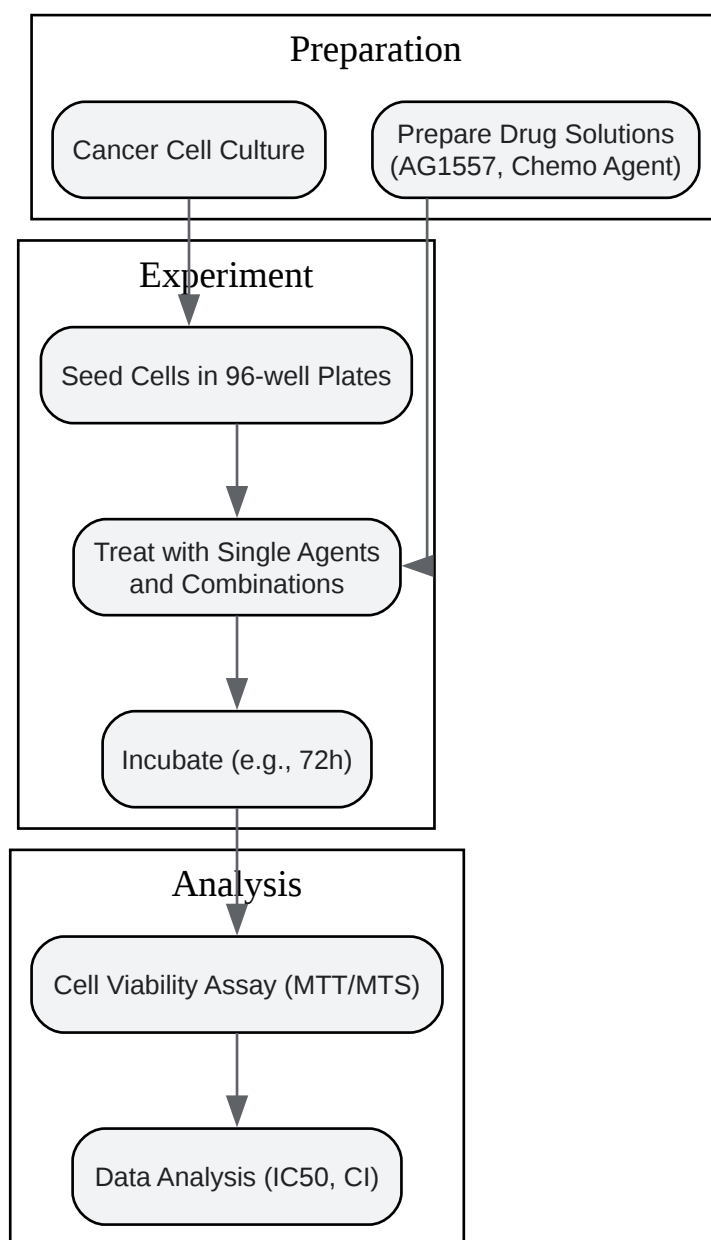 Preparation
Cancer Cell Culture
Prepare Drug Solutions
(AG1557, Chemo Agent)
Experiment
Seed Cells in 96-well Plates
Treat with Single Agents
and Combinations
Incubate (e.g., 72h)
Analysis
Cell Viability Assay (MTT/MTS)
Data Analysis (IC50, CI)